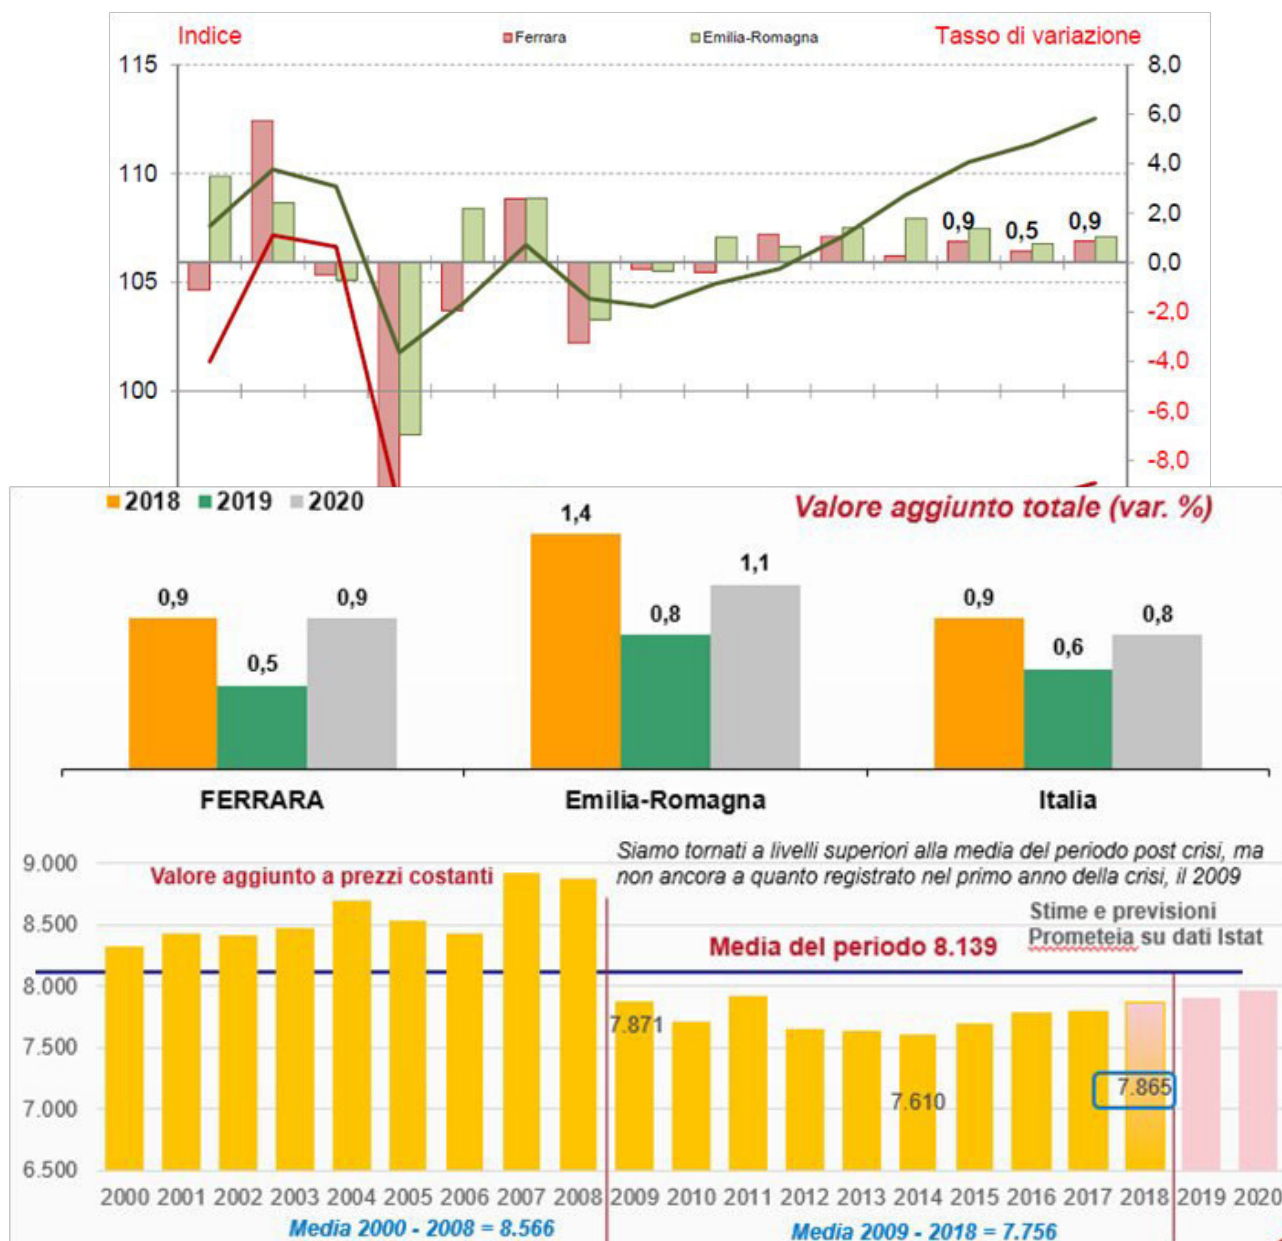 Indice
Ferrara
Emilia-Romagna
Tasso di variazione
115
110
105
100
8,0
6,0
4,0
2,0
0,0
-2,0
-4,0
-6,0
-8,0
0,9
0,5
0,9
2018
2019
2020
Valore aggiunto totale (var. %)
0,9
0,5
0,9
1,4
0,8
1,1
0,9
0,6
0,8
FERRARA
Emilia-Romagna
Italia
Siamo tornati a livelli superiori alla media del periodo post crisi, ma
non ancora a quanto registrato nel primo anno della crisi, il 2009
Valore aggiunto a prezzi costanti
Stime e previsioni
Prometeia su dati Istat
Media del periodo 8.139
9.000
8.500
8.000
7.500
7.000
6.500
7.871
7.610
7.865
2000 2001 2002 2003 2004 2005 2006 2007 2008 2009 2010 2011 2012 2013 2014 2015 2016 2017 2018 2019 2020
Media 2000 - 2008 = 8.566
Media 2009 - 2018 = 7.756